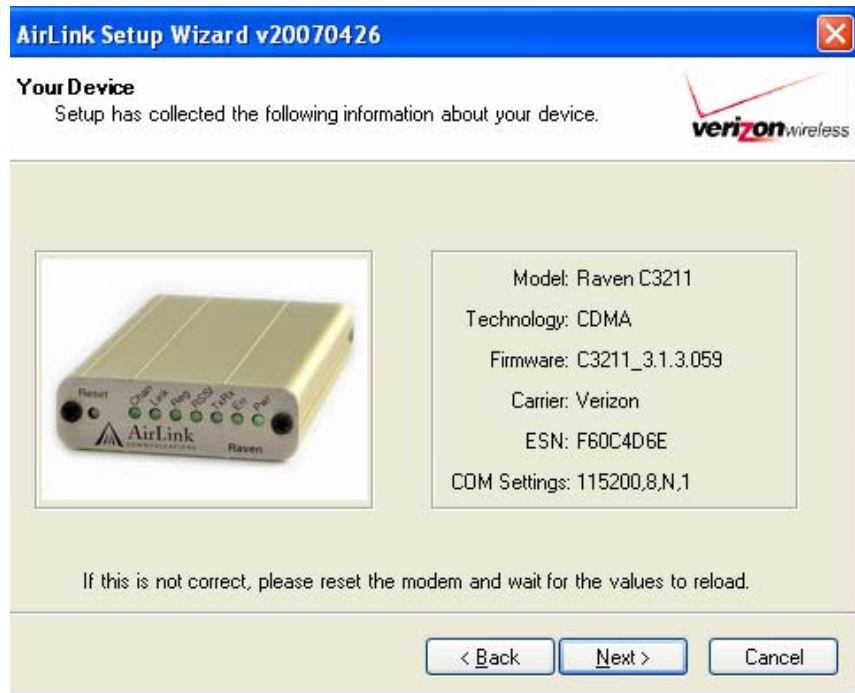 AirLink Setup Wizard v20070426
Your Device
Setup has collected the following information about your device.
verizonwireless
Reset
Chan Link Reg RSSI TxRx Err Pwr
AirLink
COMMUNICATIONS
Raven
Model: Raven C3211
Technology: CDMA
Firmware: C3211_3.1.3.059
Carrier: Verizon
ESN: F60C4D6E
COM Settings: 115200,8,N,1
If this is not correct, please reset the modem and wait for the values to reload.
< Back
Next >
Cancel